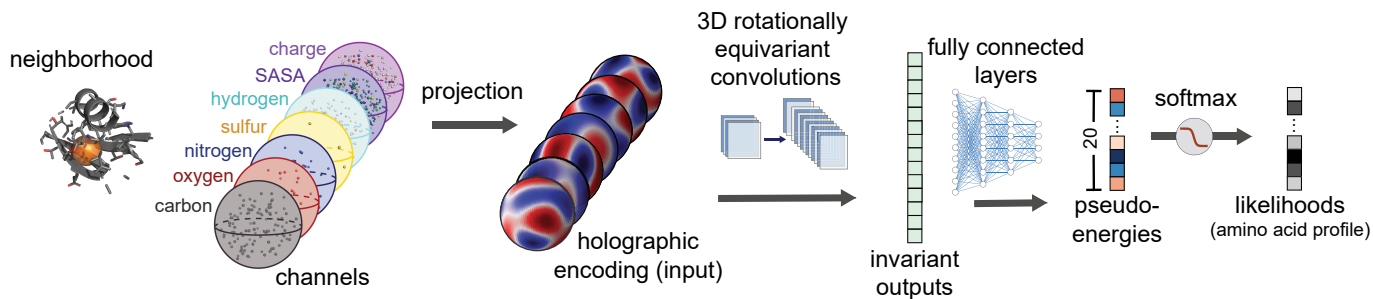 neighborhood
charge
SASA
hydrogen
sulfur
nitrogen
oxygen
carbon
channels
projection
holographic
encoding (input)
3D rotationally
equivariant
convolutions
invariant
outputs
fully connected
layers
20
pseudo-
energies
softmax
likelihoods
(amino acid profile)